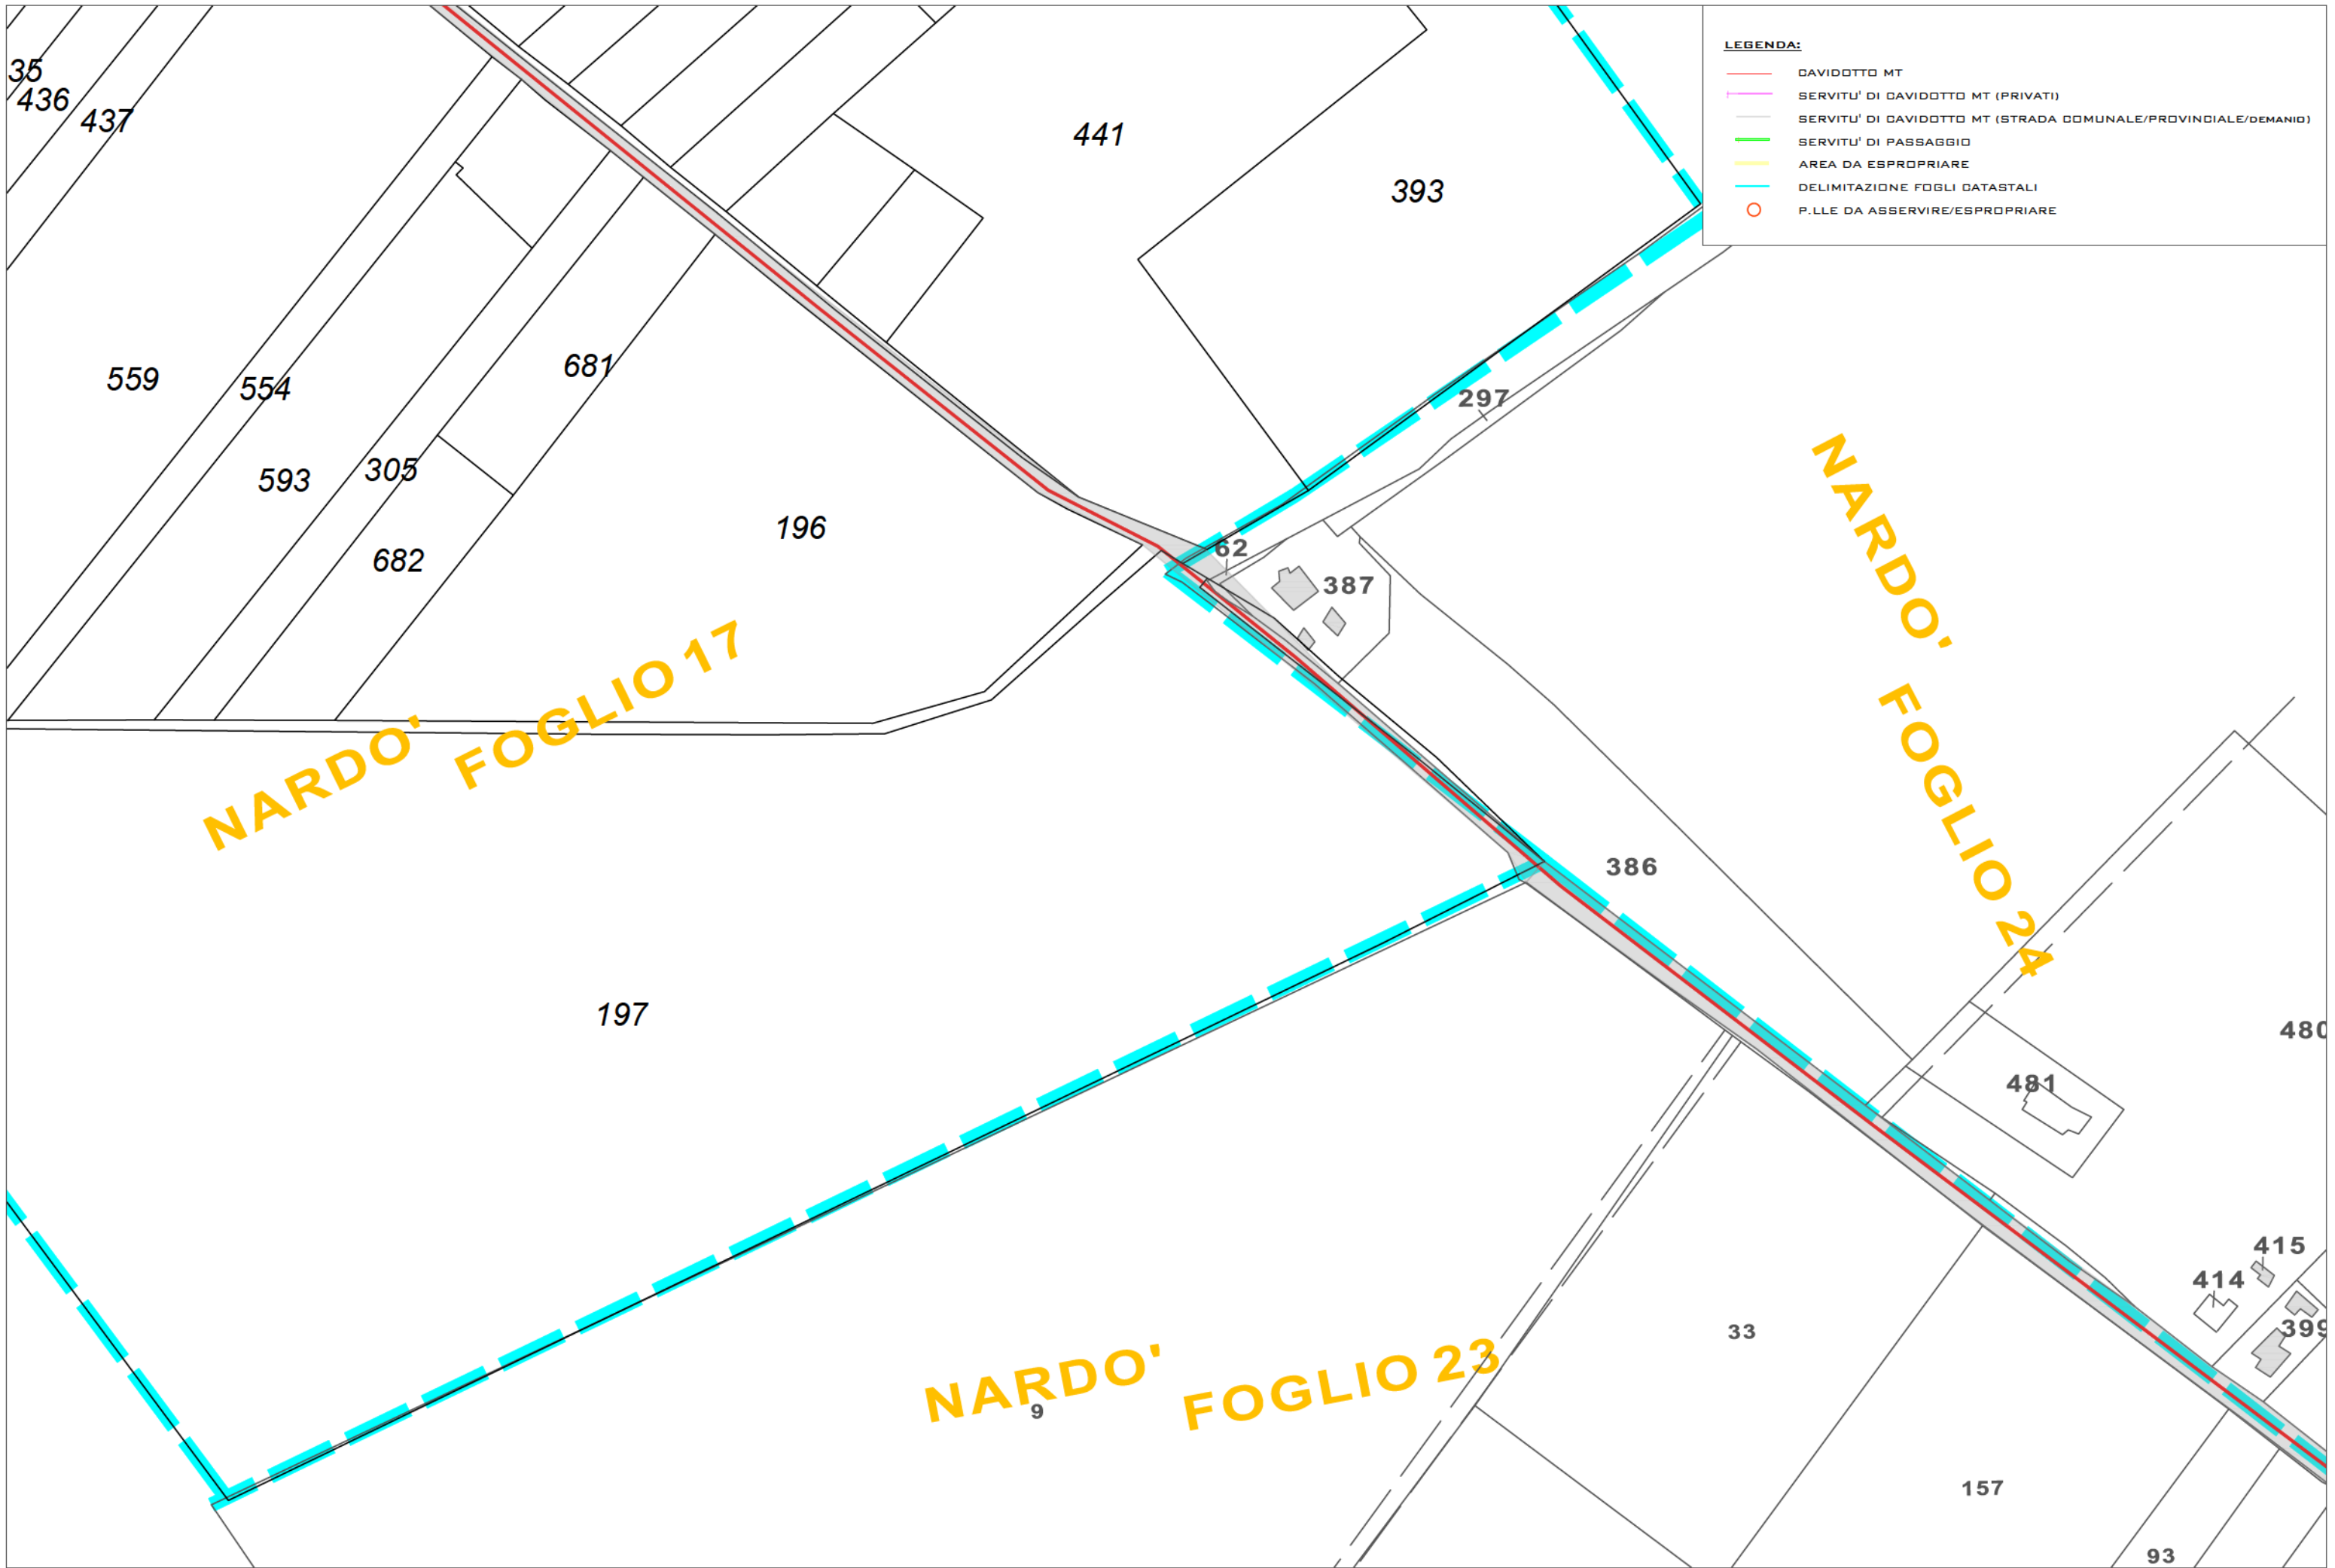 LEGENDA:
CAVIDOTTO MT
SERVITU' DI CAVIDOTTO MT (PRIVATI)
SERVITU' DI CAVIDOTTO MT (STRADA COMUNALE/PROVINCIALE/DEMANIO)
SERVITU' DI PASSAGGIO
AREA DA ESPROPRIARE
DELIMITAZIONE FOGLI CATASTALI
P.LLE DA ASSERVIRE/ESPROPRIARE
35
436
437
441
393
559
554
681
297
593
305
196
682
62
387
NARDO' FOGLIO 17
NARDO' FOGLIO 24
386
197
480
481
415
414
399
33
NARDO' FOGLIO 23
9
157
93